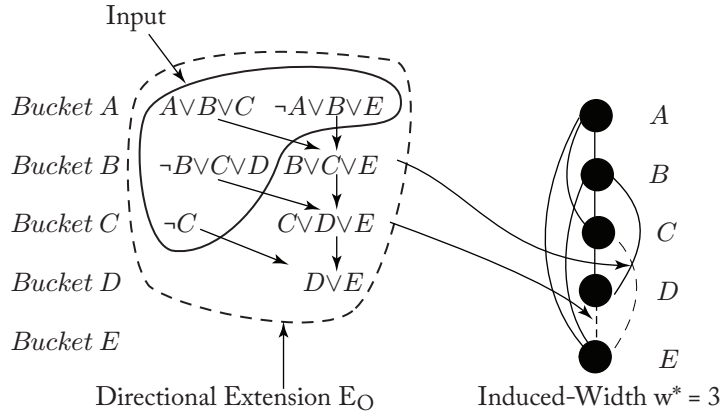 Input
Bucket A A∨B∨C ¬A∨B∨E A
Bucket B ¬B∨C∨D B∨C∨E B
Bucket C ¬C C∨D∨E C
Bucket D D∨E D
Bucket E E
Directional Extension E_O Induced-Width w* = 3